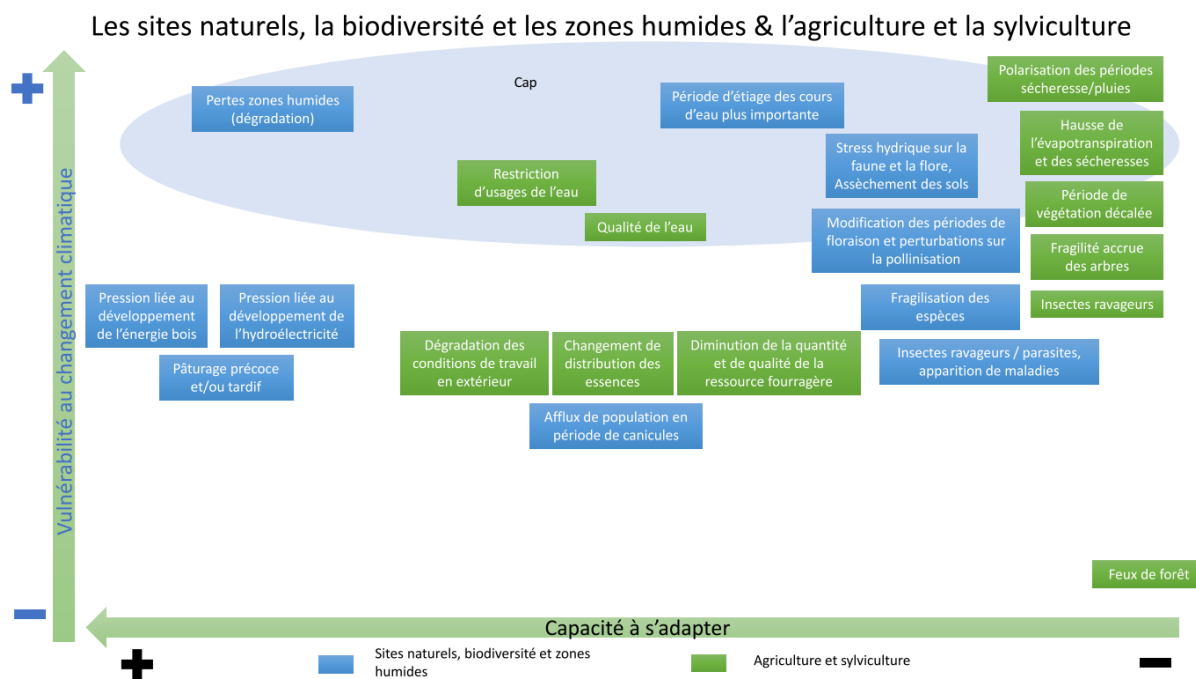 Les sites naturels, la biodiversité et les zones humides & l'agriculture et la sylviculture
+
Cap
Polarisation des périodes
sécheresse/pluies
Pertes zones humides
(dégradation)
Période d'étiage des cours
d'eau plus importante
Hausse de
l'évapotranspiration
et des sécheresses
Stress hydrique sur la
faune et la flore,
Assèchement des sols
Restriction
d'usages de l'eau
Période de
végétation décalée
Qualité de l'eau
Modification des périodes de
floraison et perturbations sur
la pollinisation
Fragilité accrue
des arbres
Vulnérabilité au changement climatique
Pression liée au
développement
de l'énergie bois
Pression liée au
développement de
l'hydroélectricité
Fragilisation des
espèces
Insectes ravageurs
Pâturage précoce
et/ou tardif
Dégradation des
conditions de travail
en extérieur
Changement de
distribution des
essences
Diminution de la quantité
et de qualité de la
ressource fourragère
Insectes ravageurs / parasites,
apparition de maladies
Afflux de population en
période de canicules
Feux de forêt
−
Capacité à s'adapter
+
Sites naturels, biodiversité et zones
humides
Agriculture et sylviculture
−